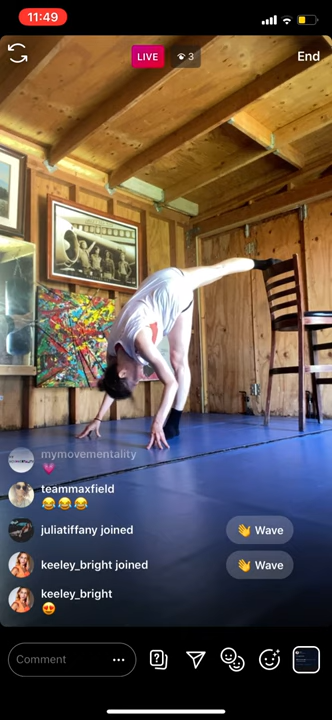 11:49
LIVE
3
End
mymovementality
💗
teammaxfield
😂😂😂
juliatiffany joined
👋 Wave
keeley_bright joined
👋 Wave
keeley_bright
😍
Comment